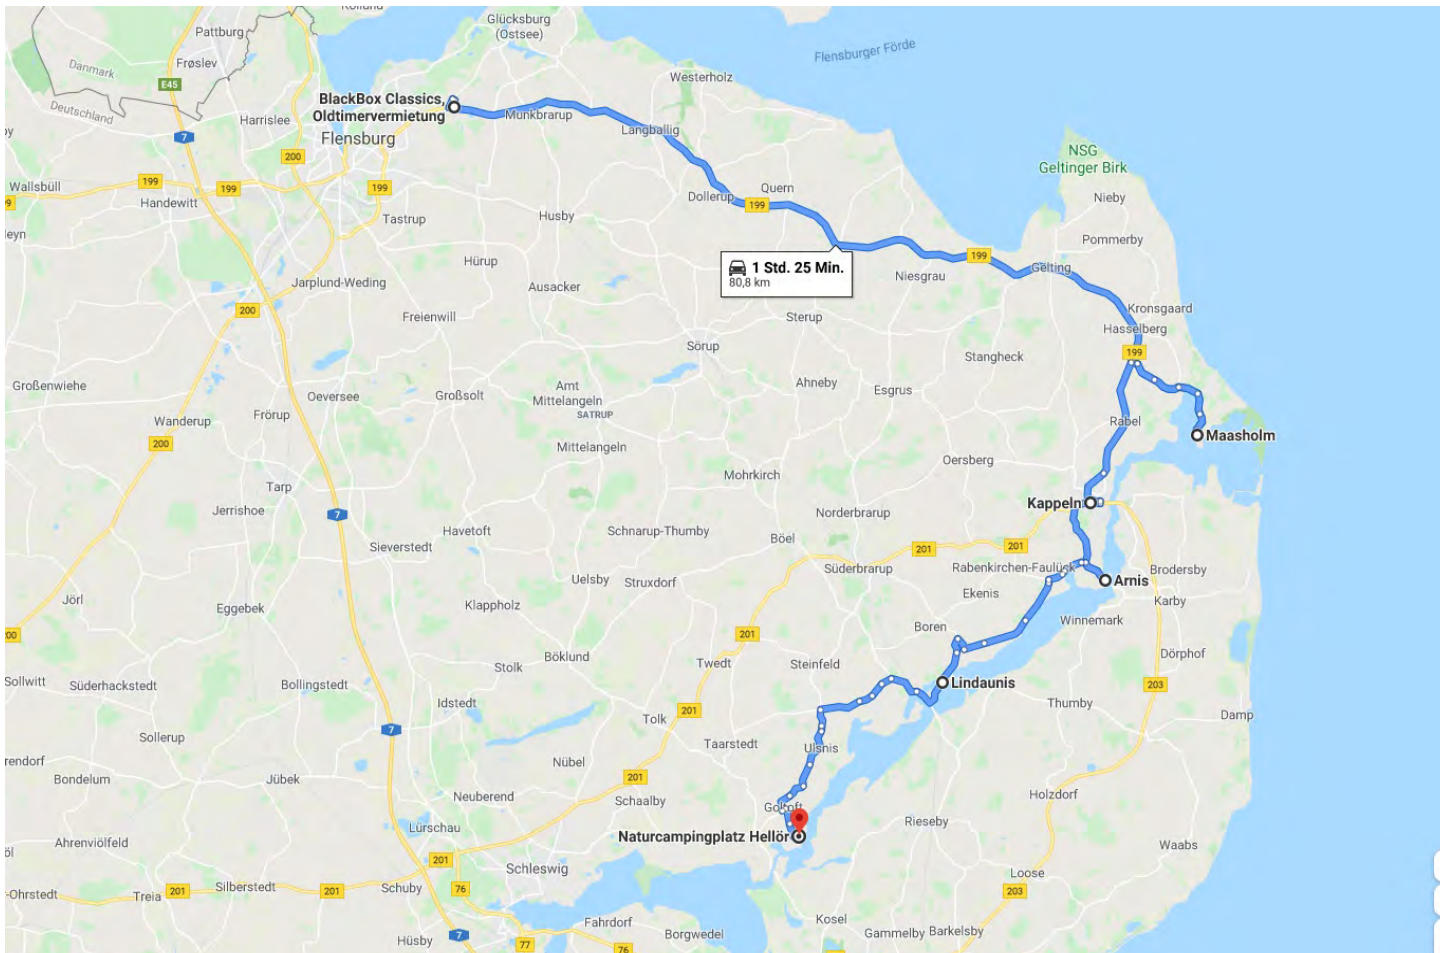 Kollund
Glücksburg
(Ostsee)
Pattburg
Flensburger Förde
Danmark
Frøslev
Westerholz
E45
BlackBox Classics,
Oldtimervermietung
Deutschland
Harrislee
Munkbrarup
7
Langballig
Flensburg
NSG
Geltinger Birk
200
Wallsbüll
199
199
199
Quern
Nieby
Handewitt
Dollerup
199
Tastrup
Husby
Pommerby
199
Hürup
1 Std. 25 Min.
80,8 km
Niesgrau
Gelting
Jarplund-Weding
Ausacker
200
Freienwill
Sterup
Kronsgaard
Hasselberg
Sörup
199
Stangheck
Großenwiehe
Amt
Mittelangeln
Ahneby
Esgrus
Oeversee
Großsolt
SATRUP
Frörup
Wanderup
Rabel
200
Mittelangeln
Maasholm
Oersberg
Mohrkirch
Tarp
Kappeln
Jerrishoe
7
Norderbrarup
Havetoft
Schnarup-Thumby
Böel
201
201
Sieverstedt
Süderbrarup
Rabenkirchen-Faulück
Brodersby
Uelsby
Struxdorf
Arnis
Jörl
Eggebek
Klappholz
Ekenis
Karby
Winnemark
201
Boren
Böklund
Stolk
Twedt
Steinfeld
Dörphof
Sollwitt
Süderhackstedt
Bollingstedt
Lindaunis
203
Idstedt
Thumby
201
Damp
Tolk
7
Sollerup
Taarstedt
Ulsnis
Nübel
Bondelum
Jübek
201
Neuberend
Schaalby
Holzdorf
Goltoft
Lürschau
Rieseby
Naturcampingplatz Hellör
Ahrenviölfeld
Waabs
201
Schleswig
Loose
-Ohrstedt
Treia
201
Silberstedt
201
Schuby
76
203
Fahrdorf
Kosel
Hüsby
7
77
76
Borgwedel
Gammelby
Barkelsby